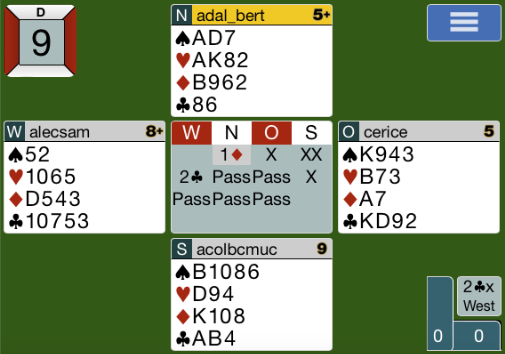 D
9
N adal_bert 5+
♠AD7
♥AK82
♦B962
♣86
W alecsam 8+
♠52
♥1065
♦D543
♣10753
W N O S
1♦ X XX
2♣ Pass Pass X
Pass Pass Pass
O cerice 5
♠K943
♥B73
♦A7
♣KD92
S acolbcmuc 9
♠B1086
♥D94
♦K108
♣AB4
2♣x
West
0 0